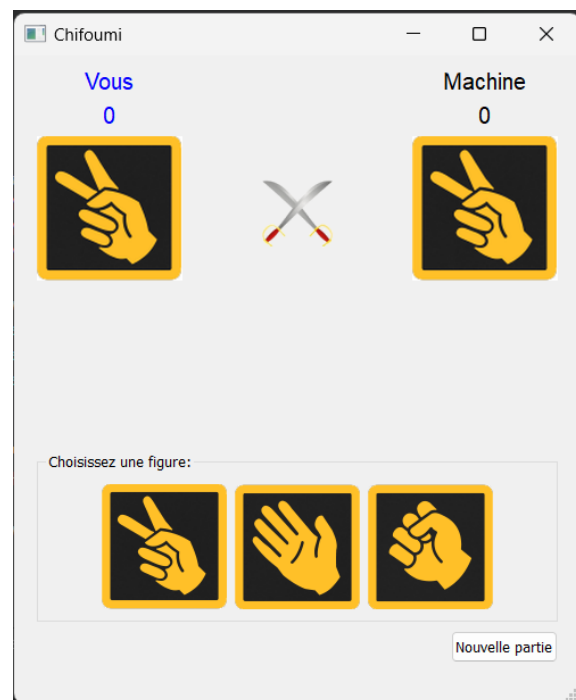 Chifoumi
Vous
Machine
0
0
Choisissez une figure:
Nouvelle partie